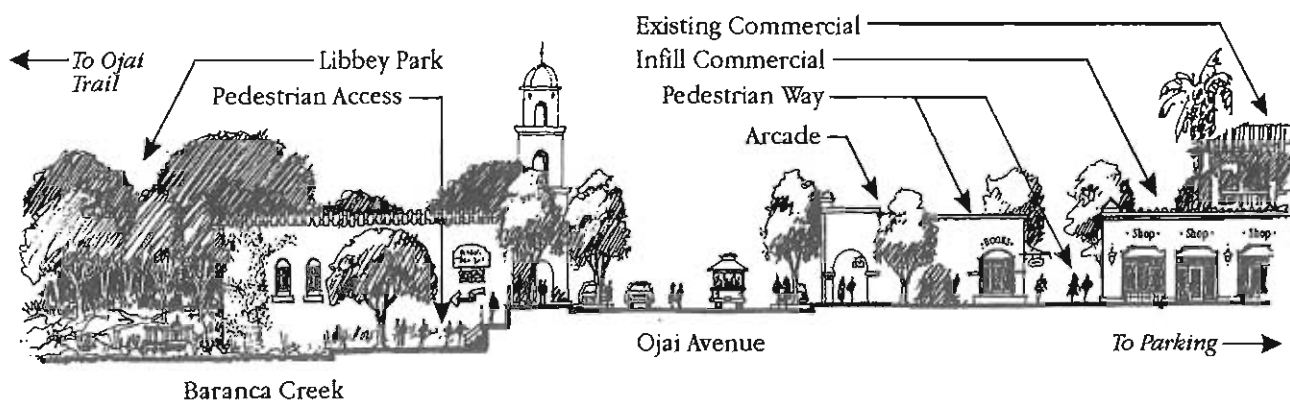 Existing Commercial
Infill Commercial
To Ojai
Trail
Libbey Park
Pedestrian Access
Pedestrian Way
Arcade
BOOKS
Shop
Shop
Shop
Ojai Avenue
To Parking
Baranca Creek